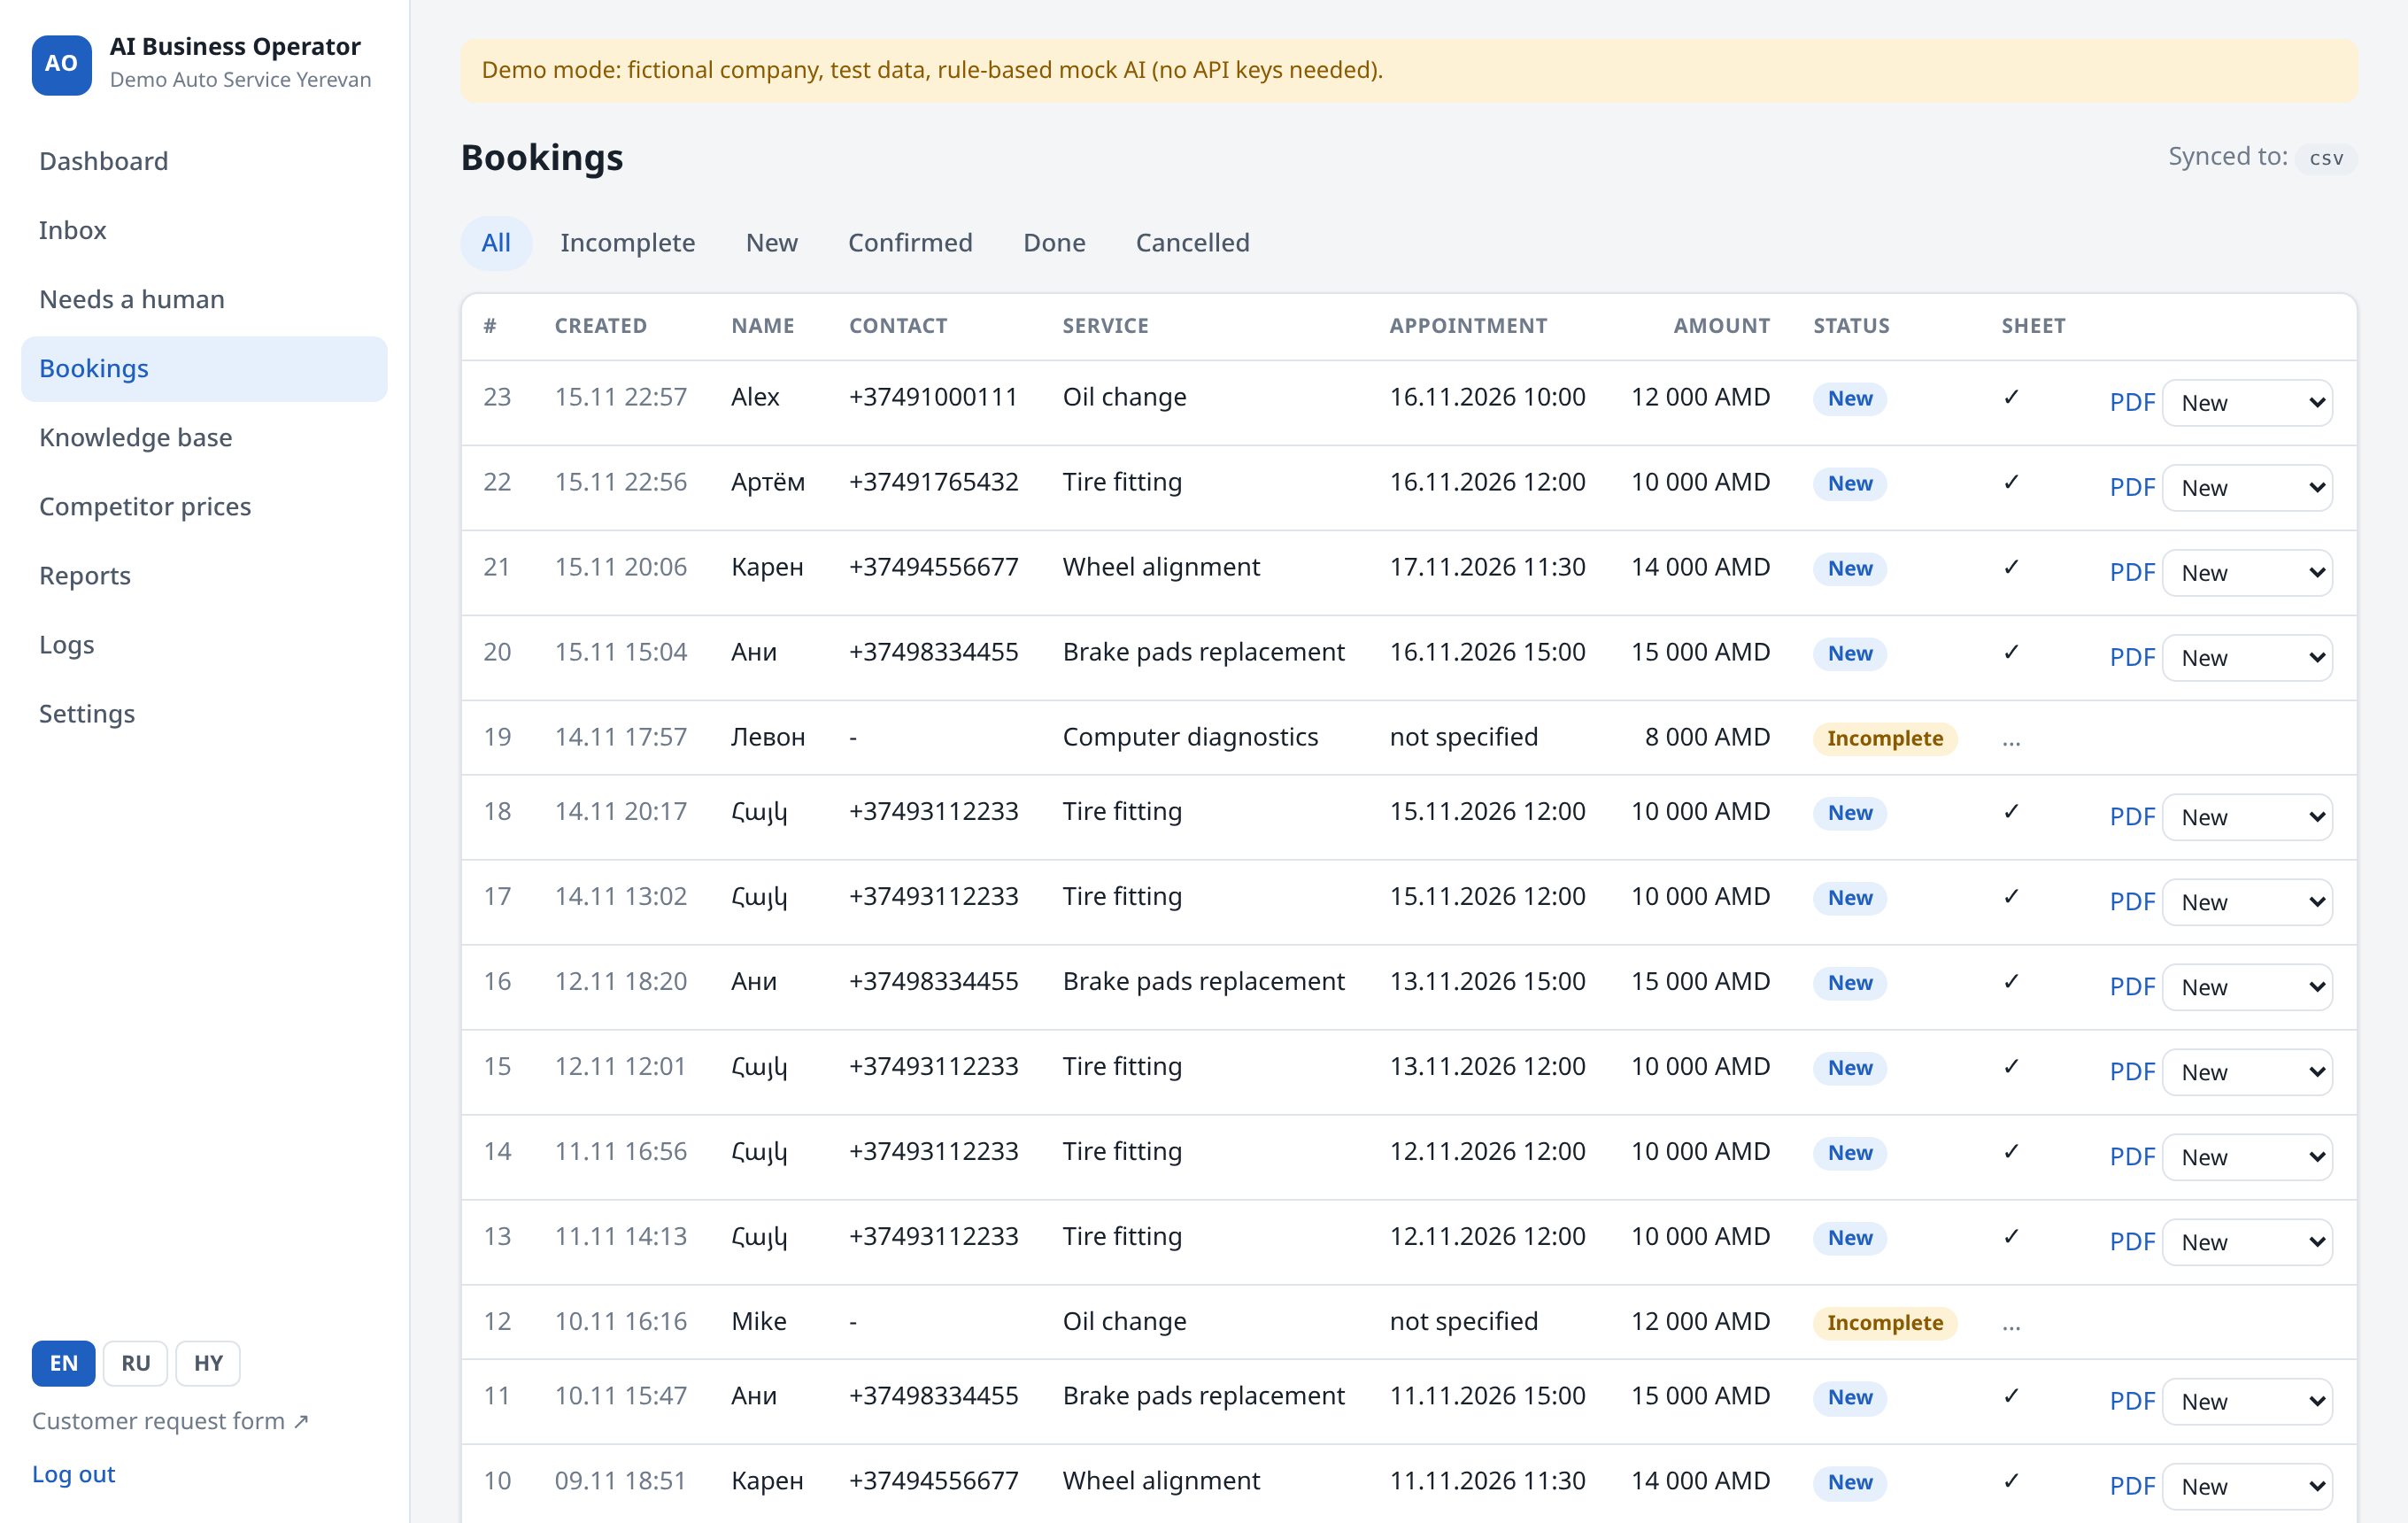 AO
AI Business Operator
Demo Auto Service Yerevan
Dashboard
Inbox
Needs a human
Bookings
Knowledge base
Competitor prices
Reports
Logs
Settings
EN RU HY
Customer request form ↗
Log out
Demo mode: fictional company, test data, rule-based mock AI (no API keys needed).
Bookings
Synced to: csv
All Incomplete New Confirmed Done Cancelled
# CREATED NAME CONTACT SERVICE APPOINTMENT AMOUNT STATUS SHEET
23 15.11 22:57 Alex +37491000111 Oil change 16.11.2026 10:00 12 000 AMD New ✓ PDF New
22 15.11 22:56 Артём +37491765432 Tire fitting 16.11.2026 12:00 10 000 AMD New ✓ PDF New
21 15.11 20:06 Карен +37494556677 Wheel alignment 17.11.2026 11:30 14 000 AMD New ✓ PDF New
20 15.11 15:04 Ани +37498334455 Brake pads replacement 16.11.2026 15:00 15 000 AMD New ✓ PDF New
19 14.11 17:57 Левон - Computer diagnostics not specified 8 000 AMD Incomplete ...
18 14.11 20:17 Հայկ +37493112233 Tire fitting 15.11.2026 12:00 10 000 AMD New ✓ PDF New
17 14.11 13:02 Հայկ +37493112233 Tire fitting 15.11.2026 12:00 10 000 AMD New ✓ PDF New
16 12.11 18:20 Ани +37498334455 Brake pads replacement 13.11.2026 15:00 15 000 AMD New ✓ PDF New
15 12.11 12:01 Հայկ +37493112233 Tire fitting 13.11.2026 12:00 10 000 AMD New ✓ PDF New
14 11.11 16:56 Հայկ +37493112233 Tire fitting 12.11.2026 12:00 10 000 AMD New ✓ PDF New
13 11.11 14:13 Հայկ +37493112233 Tire fitting 12.11.2026 12:00 10 000 AMD New ✓ PDF New
12 10.11 16:16 Mike - Oil change not specified 12 000 AMD Incomplete ...
11 10.11 15:47 Ани +37498334455 Brake pads replacement 11.11.2026 15:00 15 000 AMD New ✓ PDF New
10 09.11 18:51 Карен +37494556677 Wheel alignment 11.11.2026 11:30 14 000 AMD New ✓ PDF New